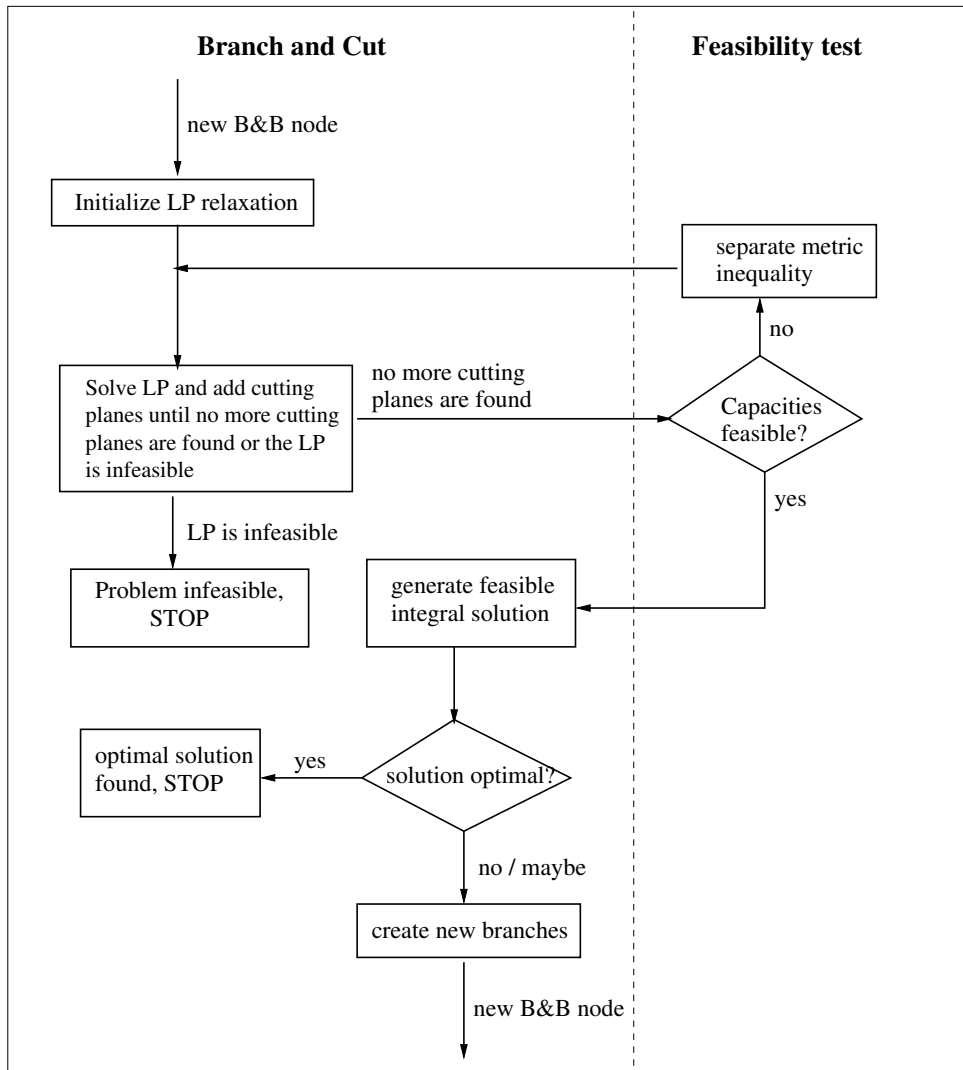 Branch and Cut
Feasibility test
new B&B node
Initialize LP relaxation
separate metric
inequality
no
Solve LP and add cutting
planes until no more cutting
planes are found or the LP
is infeasible
no more cutting
planes are found
Capacities
feasible?
yes
LP is infeasible
Problem infeasible,
STOP
generate feasible
integral solution
optimal solution
found, STOP
yes
solution optimal?
no / maybe
create new branches
new B&B node